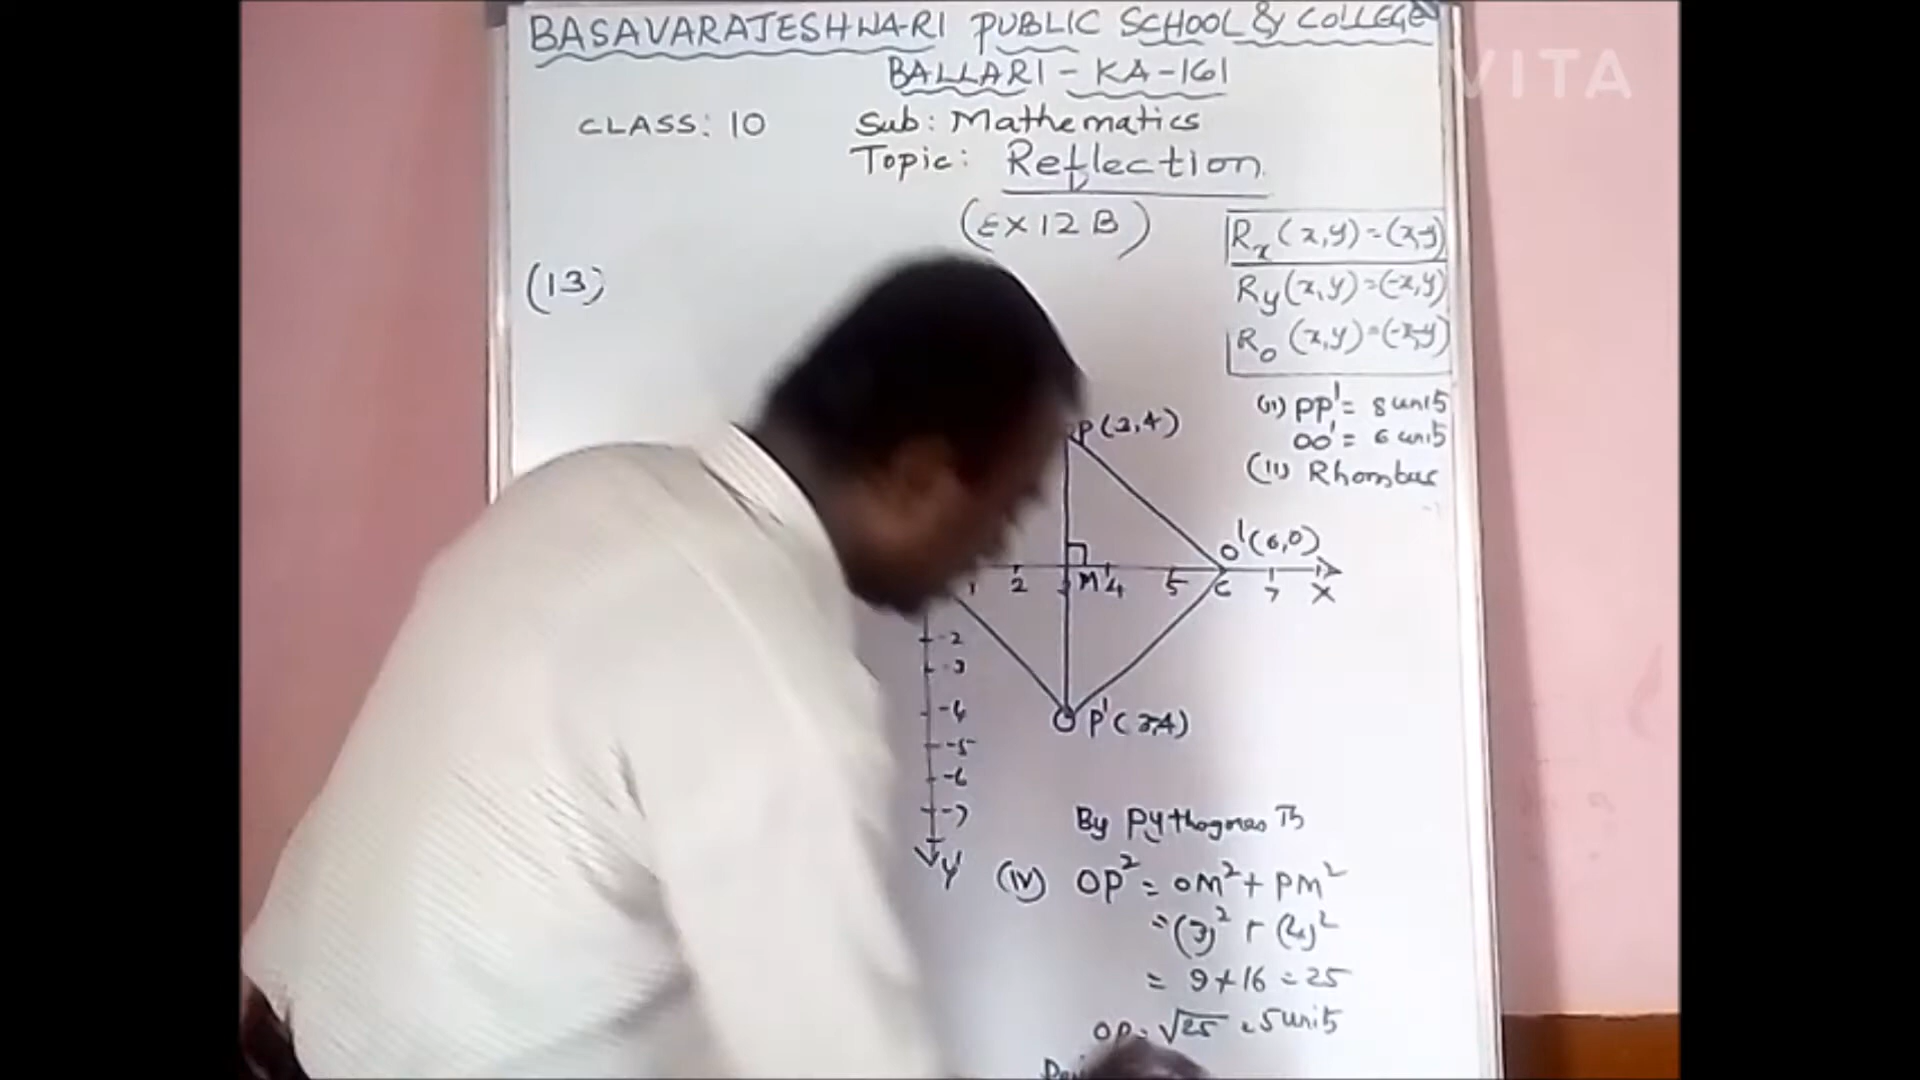 BASAVARAJESHWARI PUBLIC SCHOOL & COLLEGE
BALLARI - KA-161
VITA
CLASS: 10 Sub: Mathematics
Topic: Reflection
(EX 12 B)
(13)
Rx (x,y) = (x,-y)
Ry (x,y) = (-x,y)
Ro (x,y) = (-x,-y)
(ii) PP' = 8 units
OO' = 6 units
(iii) Rhombus
P(3,4)
O'(6,0)
1 2 3 M 4 5 6 7 X
-2
-3
-4
P'(3,-4)
-5
-6
-7
Y'
By Pythagoras Th
(iv) OP² = OM² + PM²
= (3)² + (4)²
= 9 + 16 = 25
OP = √25 = 5 units